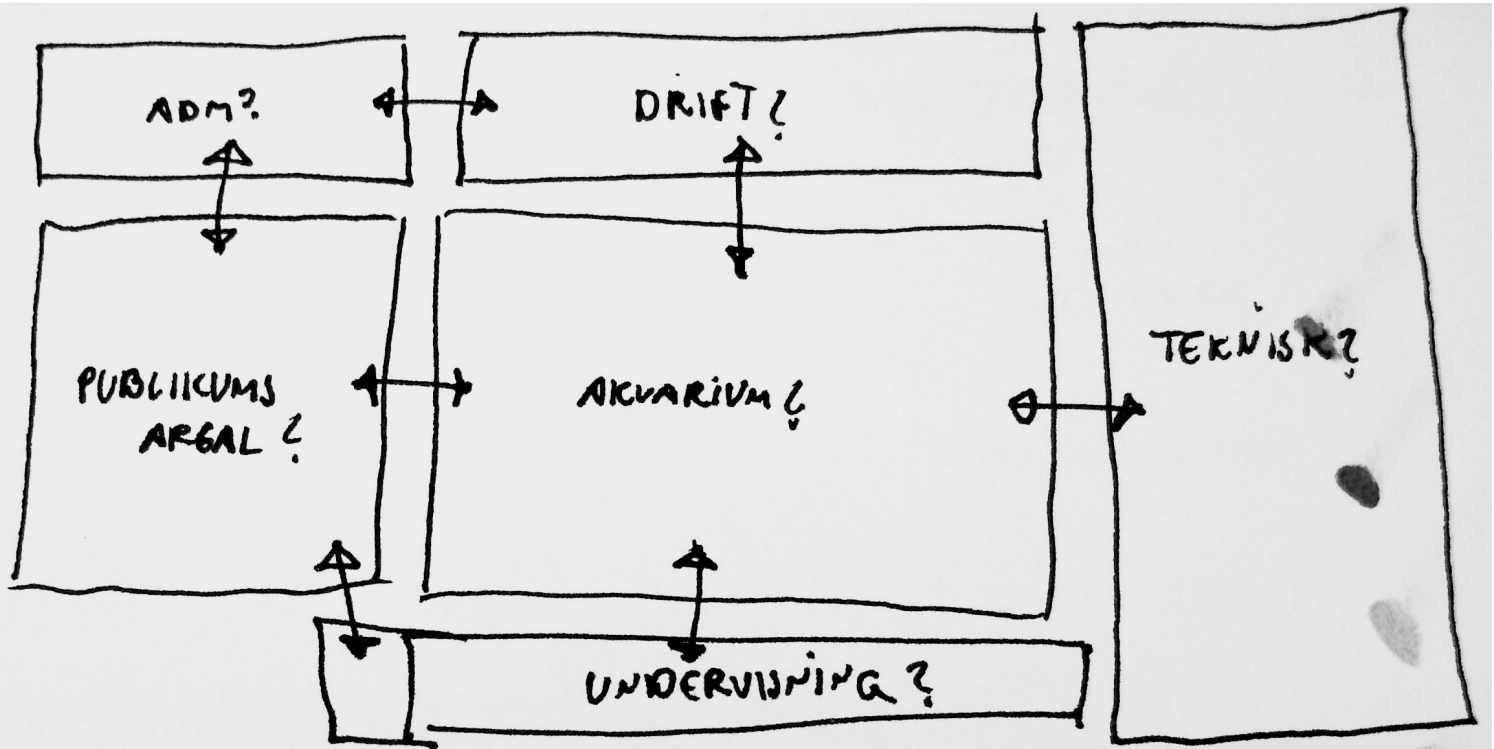 ADM?
DRIFT?
TEKNISK?
PUBLIKUMS
AREAL?
AKVARIUM?
UNDERVISNING?